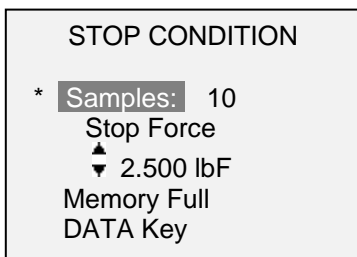 STOP CONDITION
* Samples: 10
Stop Force
2.500 lbF
Memory Full
DATA Key